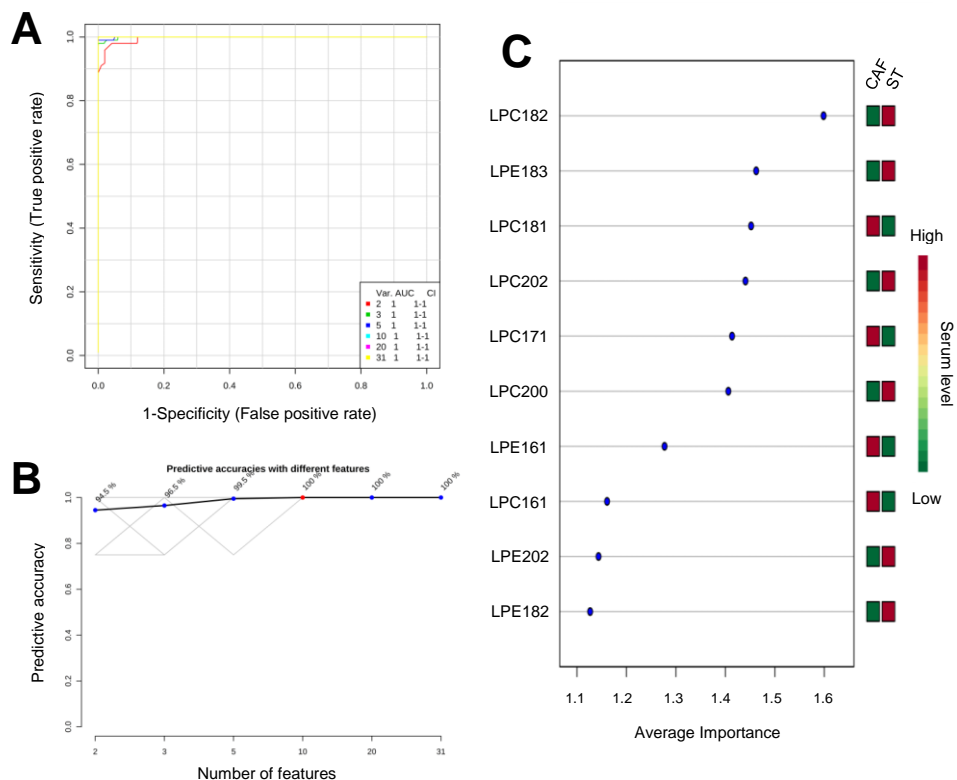 A
1.0
0.8
0.6
0.4
0.2
0.0
Sensitivity (True positive rate)
Var. AUC CI
2 1 1-1
3 1 1-1
5 1 1-1
10 1 1-1
20 1 1-1
31 1 1-1
0.0 0.2 0.4 0.6 0.8 1.0
1-Specificity (False positive rate)
B
Predictive accuracies with different features
94.5 % 96.5 % 99.5 % 100 % 100 % 100 %
1.0
0.8
0.6
0.4
0.2
0.0
Predictive accuracy
2 3 5 10 20 31
Number of features
C
CAF ST
LPC182
LPE183
LPC181
LPC202
LPC171
LPC200
LPE161
LPC161
LPE202
LPE182
1.1 1.2 1.3 1.4 1.5 1.6
Average Importance
High
Serum level
Low